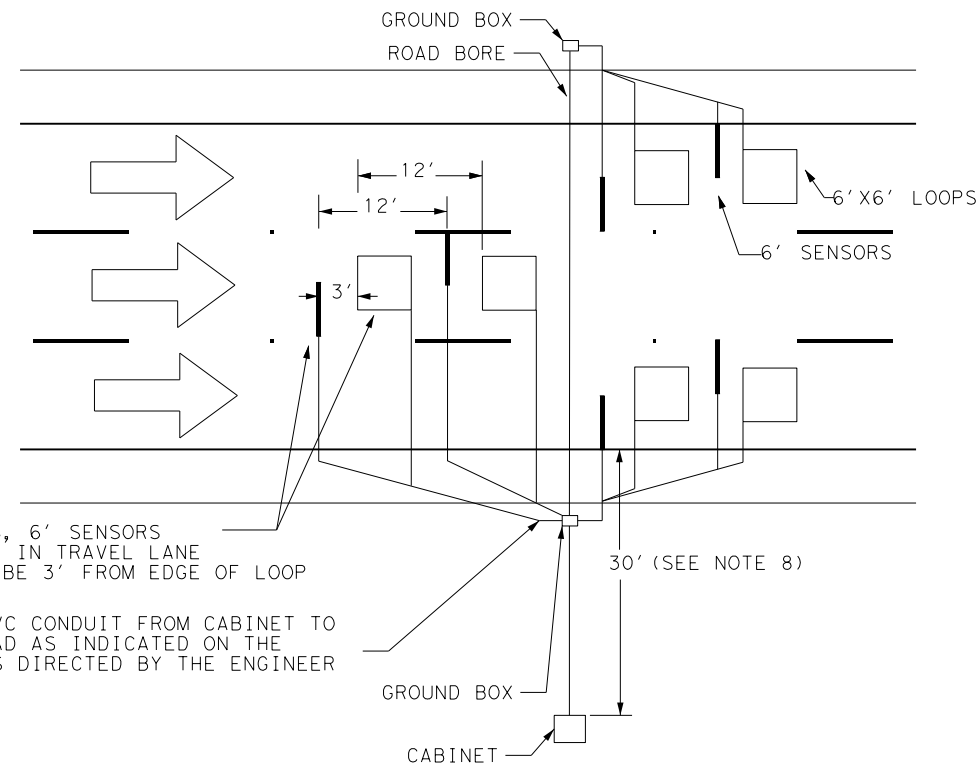 GROUND BOX
ROAD BORE
12'
12'
6'X6' LOOPS
6' SENSORS
3'
, 6' SENSORS
IN TRAVEL LANE
BE 3' FROM EDGE OF LOOP
30' (SEE NOTE 8)
CONDUIT FROM CABINET TO
AS INDICATED ON THE
DIRECTED BY THE ENGINEER
GROUND BOX
CABINET